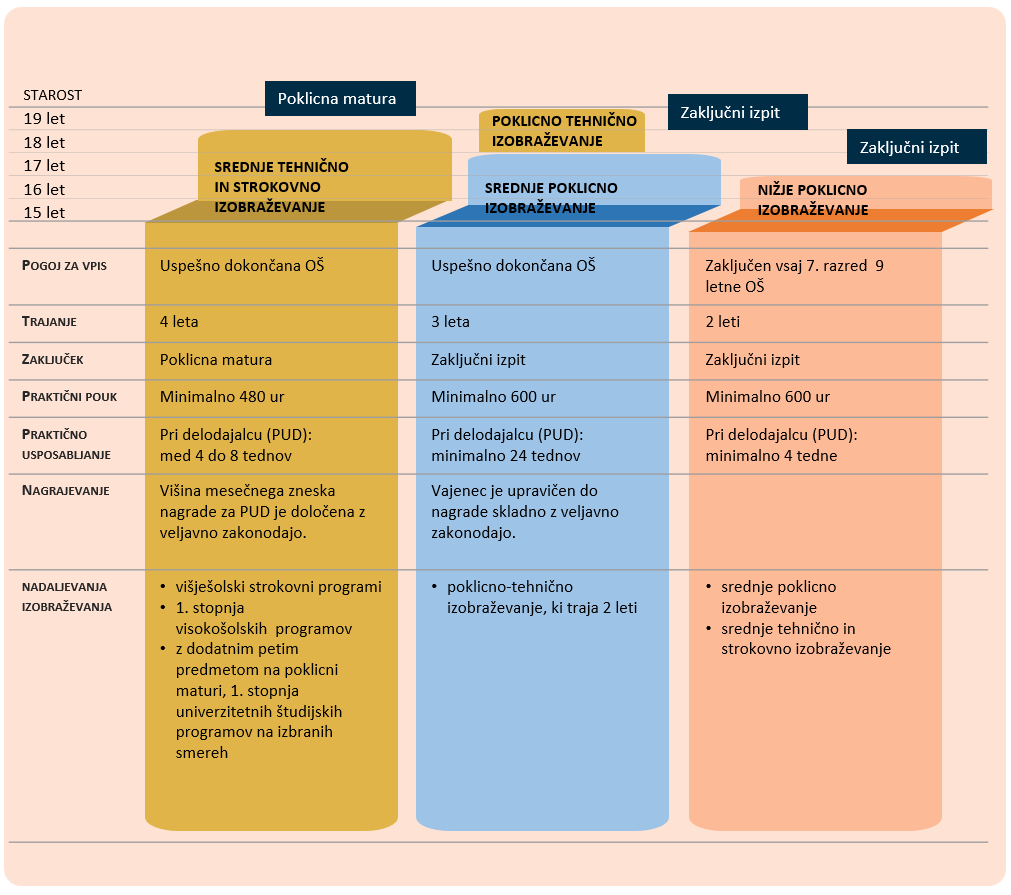 STAROST
19 let
18 let
17 let
16 let
15 let
Poklicna matura
Zaključni izpit
Zaključni izpit
SREDNJE TEHNIČNO
IN STROKOVNO
IZOBRAŽEVANJE
POKLICNO TEHNIČNO
IZOBRAŽEVANJE
SREDNJE POKLICNO
IZOBRAŽEVANJE
NIŽJE POKLICNO
IZOBRAŽEVANJE
POGOJ ZA VPIS
Uspešno dokončana OŠ
Uspešno dokončana OŠ
Zaključen vsaj 7. razred 9
letne OŠ
TRAJANJE
4 leta
3 leta
2 leti
ZAKLJUČEK
Poklicna matura
Zaključni izpit
Zaključni izpit
PRAKTIČNI POUK
Minimalno 480 ur
Minimalno 600 ur
Minimalno 600 ur
PRAKTIČNO
USPOSABLJANJE
Pri delodajalcu (PUD):
med 4 do 8 tednov
Pri delodajalcu (PUD):
minimalno 24 tednov
Pri delodajalcu (PUD):
minimalno 4 tedne
NAGRAJEVANJE
Višina mesečnega zneska
nagrade za PUD je določena z
veljavno zakonodajo.
Vajenec je upravičen do
nagrade skladno z veljavno
zakonodajo.
NADALJEVANJA
IZOBRAŽEVANJA
• višješolski strokovni programi
• 1. stopnja
visokošolskih programov
• z dodatnim petim
predmetom na poklicni
maturi, 1. stopnja
univerzitetnih študijskih
programov na izbranih
smereh
• poklicno-tehnično
izobraževanje, ki traja 2 leti
• srednje poklicno
izobraževanje
• srednje tehnično in
strokovno izobraževanje